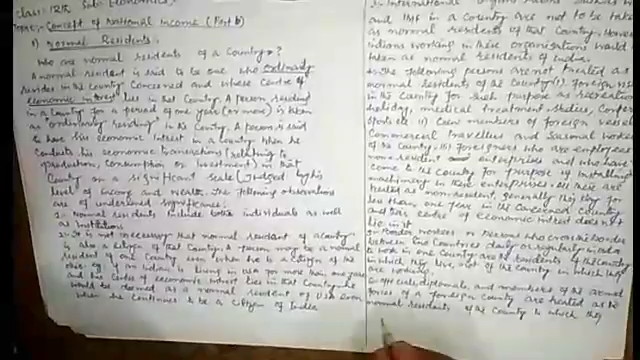 Class: 12th Sub: Economics
Topic: Concept of National Income (Part b)
1) Normal Residents:
Who are normal residents of a Country?
A normal resident is said to be one who ordinarily
resides in the country concerned and whose centre of
economic interest lies in that Country. A person residing
in a country for a period of one year (or more) is taken
as 'ordinarily residing' in the Country. A person is said
to have his economic interest in a country when he
conducts his economic transactions (relating to
production, consumption or investment) in that
Country on a significant scale (Judged by his
level of income and wealth. The following observations
are of underlined significance:
1. Normal residents include both individuals as well
as institutions
2. It is not necessary that normal resident of a country
is also a citizen of that Country. A person may be a normal
resident of one country even when he is a citizen of the
other eg if an Indian is living in USA for more than one year
and his centre of economic interest lies in that Country he
would be deemed as a normal resident of USA even
when he continues to be a citizen of India
3. International
and IMF in a country are not to be taken
as normal residents of that Country. However
indians working in these organisations would
taken as normal residents of India.
The following persons are not treated as
normal residents of the Country (i) Foreign
in the Country for such purpose as recreation
holiday, medical treatment studies, Conferences
sports etc ii) Crew members of foreign vessels
Commercial travellers and seasonal workers
of the Country. iii) Foreigners who are employees
non-resident enterprises and who have
come to the country for purpose of installing
machinery in these enterprises. All these are
treated as non resident, generally they stay for
less than one year in the concerned country
and their centre of economic interest does not
lie in it
Border workers or persons who cross the border
between two Countries daily or regularly in order
to work in one Country are to residents of the country
in which they live not of the country in which they
are working.
Officials, diplomats, and members of the armed
forces of a foreign country are treated as the
normal residents of the Country to which they